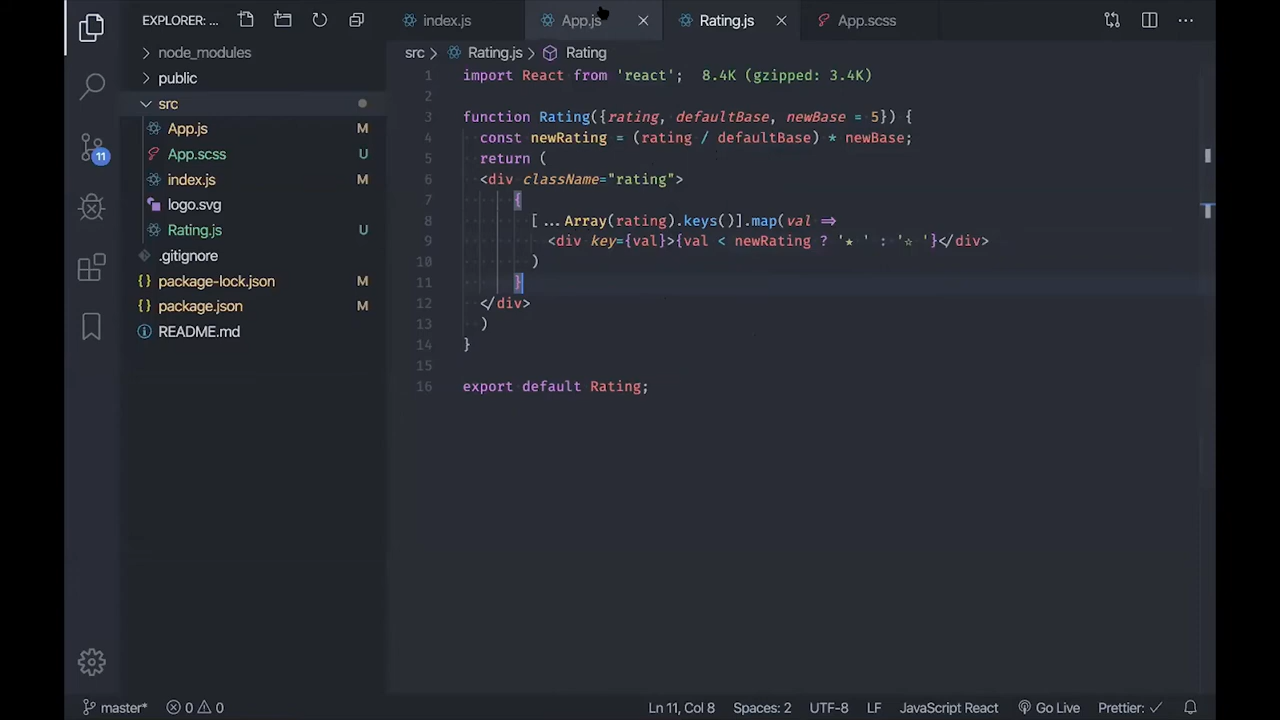 EXPLORER: ...
index.js
App.js
Rating.js
App.scss
node_modules
public
src
App.js M
App.scss U
index.js M
logo.svg
Rating.js U
.gitignore
package-lock.json M
package.json M
README.md
11
src > Rating.js > Rating
1 import React from 'react'; 8.4K (gzipped: 3.4K)
2
3 function Rating({rating, defaultBase, newBase = 5}) {
4 const newRating = (rating / defaultBase) * newBase;
5 return (
6 <div className="rating">
7 {
8 [...Array(rating).keys()].map(val =>
9 <div key={val}>{val < newRating ? '★ ' : '☆ '}</div>
10 )
11 }
12 </div>
13 )
14 }
15
16 export default Rating;
master* 0 0
Ln 11, Col 8 Spaces: 2 UTF-8 LF JavaScript React Go Live Prettier: ✓